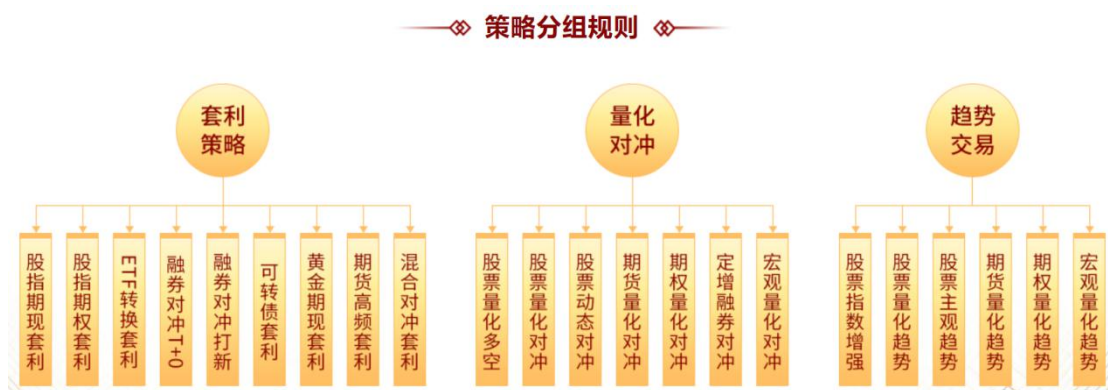 策略分组规则
套利
策略
量化
对冲
趋势
交易
股指期现套利
股指期权套利
ETF转换套利
融券对冲T+0
融券对冲打新
可转债套利
黄金期现套利
期货高频套利
混合对冲套利
股票量化多空
股票量化对冲
股票动态对冲
期货量化对冲
期权量化对冲
定增融券对冲
宏观量化对冲
股票指数增强
股票量化趋势
股票主观趋势
期货量化趋势
期权量化趋势
宏观量化趋势